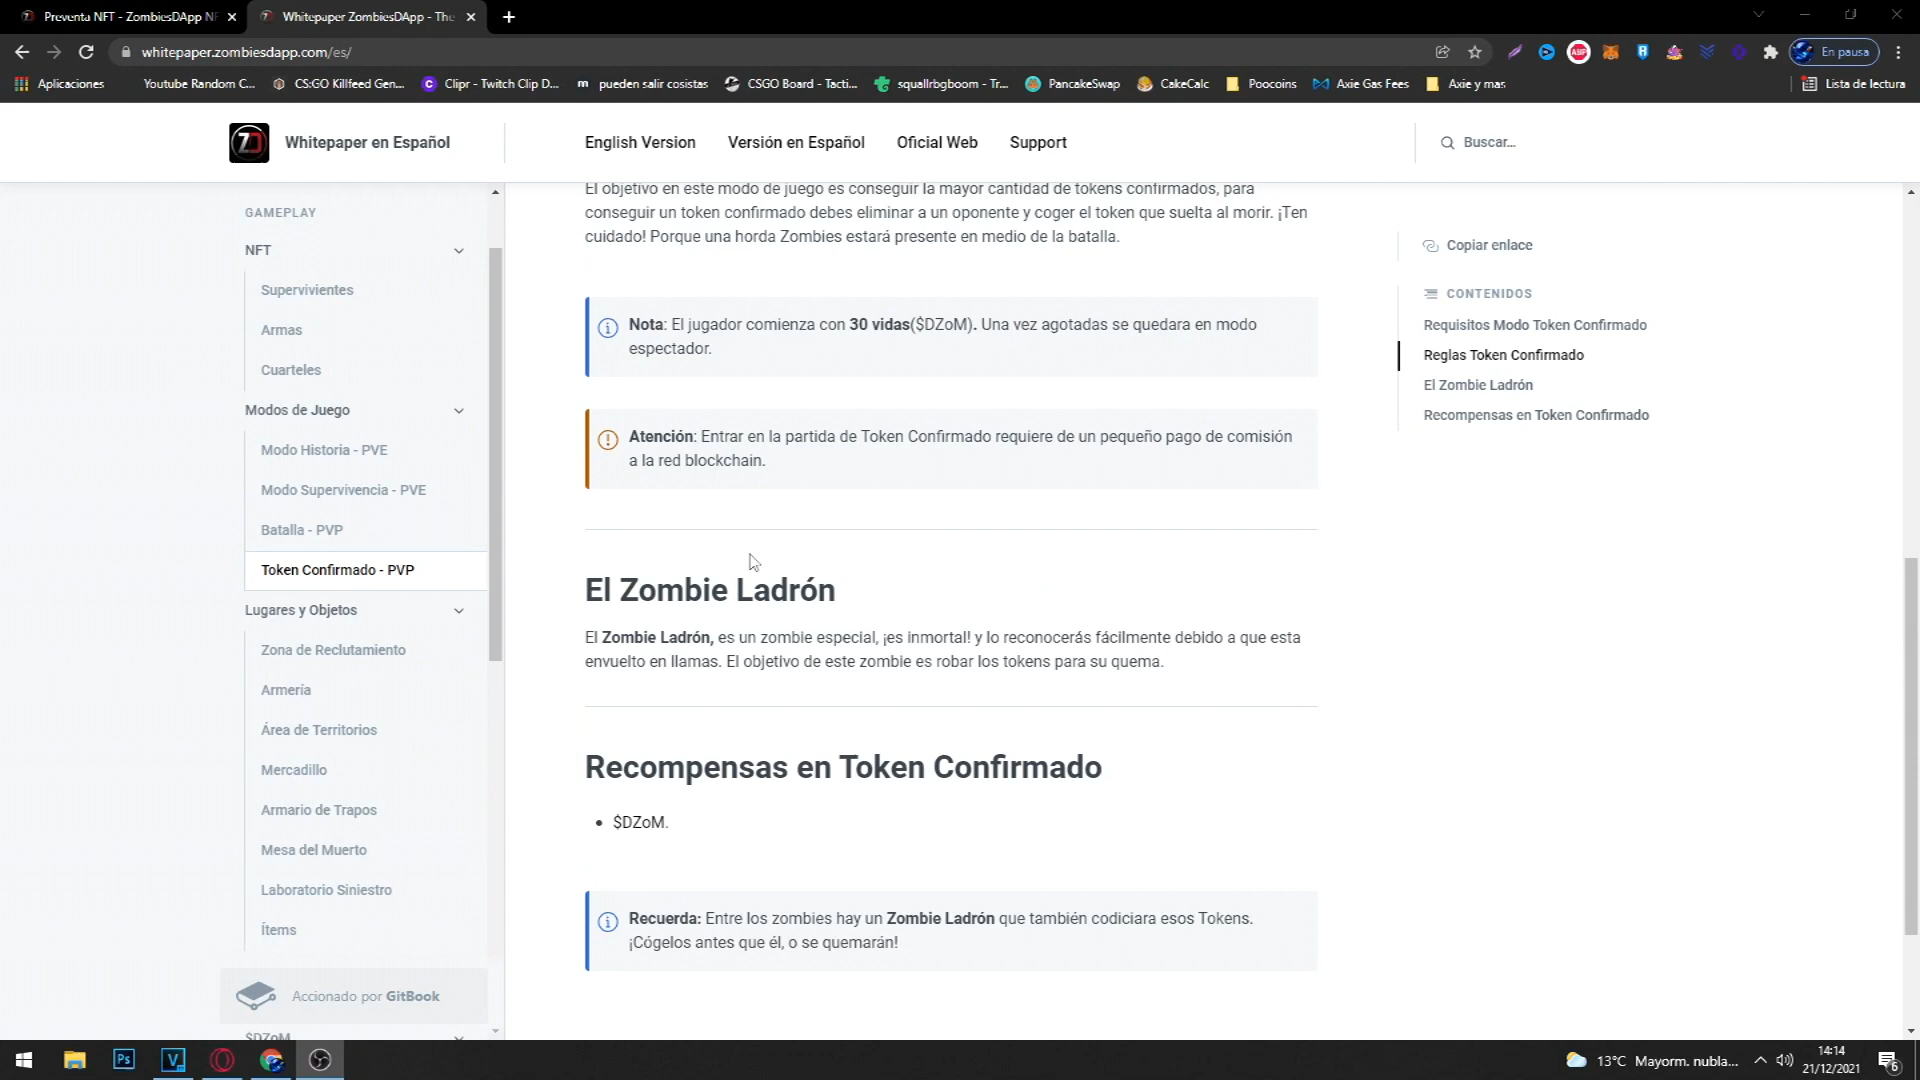 Preventa NFT - ZombiesDApp NF
Whitepaper ZombiesDApp - The
whitepaper.zombiesdapp.com/es/
ABP
En pausa
Aplicaciones
Youtube Random C...
CS:GO Killfeed Gen...
Clipr - Twitch Clip D...
pueden salir cosistas
CSGO Board - Tacti...
squallrbgboom - Tr...
PancakeSwap
CakeCalc
Poocoins
Axie Gas Fees
Axie y mas
Lista de lectura
Whitepaper en Español
English Version
Versión en Español
Oficial Web
Support
Buscar...
GAMEPLAY
NFT
Supervivientes
Armas
Cuarteles
Modos de Juego
Modo Historia - PVE
Modo Supervivencia - PVE
Batalla - PVP
Token Confirmado - PVP
Lugares y Objetos
Zona de Reclutamiento
Armería
Área de Territorios
Mercadillo
Armario de Trapos
Mesa del Muerto
Laboratorio Siniestro
Ítems
Accionado por GitBook
$DZoM
El objetivo en este modo de juego es conseguir la mayor cantidad de tokens confirmados, para
conseguir un token confirmado debes eliminar a un oponente y coger el token que suelta al morir. ¡Ten
cuidado! Porque una horda Zombies estará presente en medio de la batalla.
Nota: El jugador comienza con 30 vidas($DZoM). Una vez agotadas se quedara en modo
espectador.
Atención: Entrar en la partida de Token Confirmado requiere de un pequeño pago de comisión
a la red blockchain.
El Zombie Ladrón
El Zombie Ladrón, es un zombie especial, ¡es inmortal! y lo reconocerás fácilmente debido a que esta
envuelto en llamas. El objetivo de este zombie es robar los tokens para su quema.
Recompensas en Token Confirmado
• $DZoM.
Recuerda: Entre los zombies hay un Zombie Ladrón que también codiciara esos Tokens.
¡Cógelos antes que él, o se quemarán!
Copiar enlace
CONTENIDOS
Requisitos Modo Token Confirmado
Reglas Token Confirmado
El Zombie Ladrón
Recompensas en Token Confirmado
Ps
V
13°C Mayorm. nubla...
14:14
21/12/2021
6